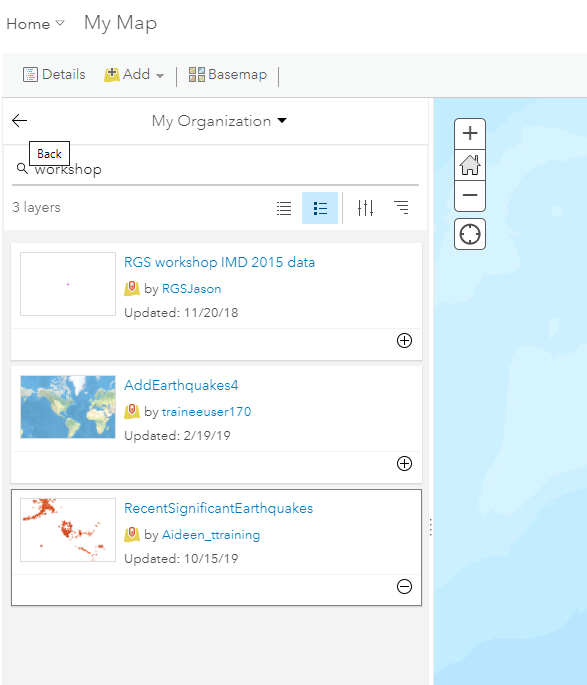 Home My Map
Details Add Basemap
My Organization
Back
workshop
3 layers
RGS workshop IMD 2015 data
by RGSJason
Updated: 11/20/18
AddEarthquakes4
by traineeuser170
Updated: 2/19/19
RecentSignificantEarthquakes
by Aideen_ttraining
Updated: 10/15/19